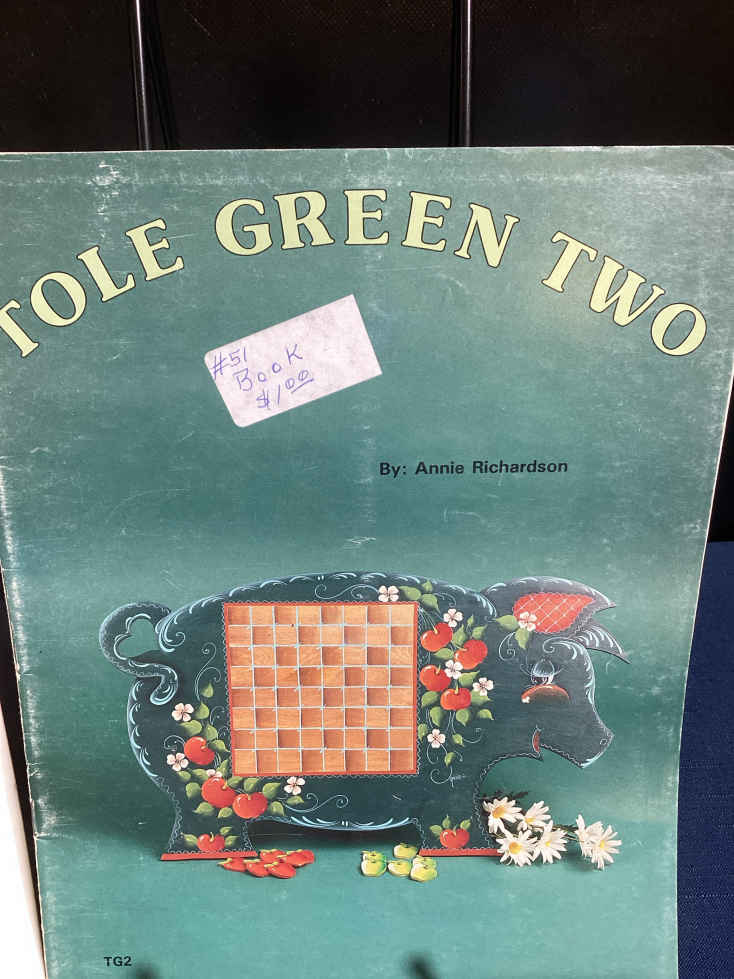 TOLE GREEN TWO
#51
Book
$1.00
By: Annie Richardson
TG2